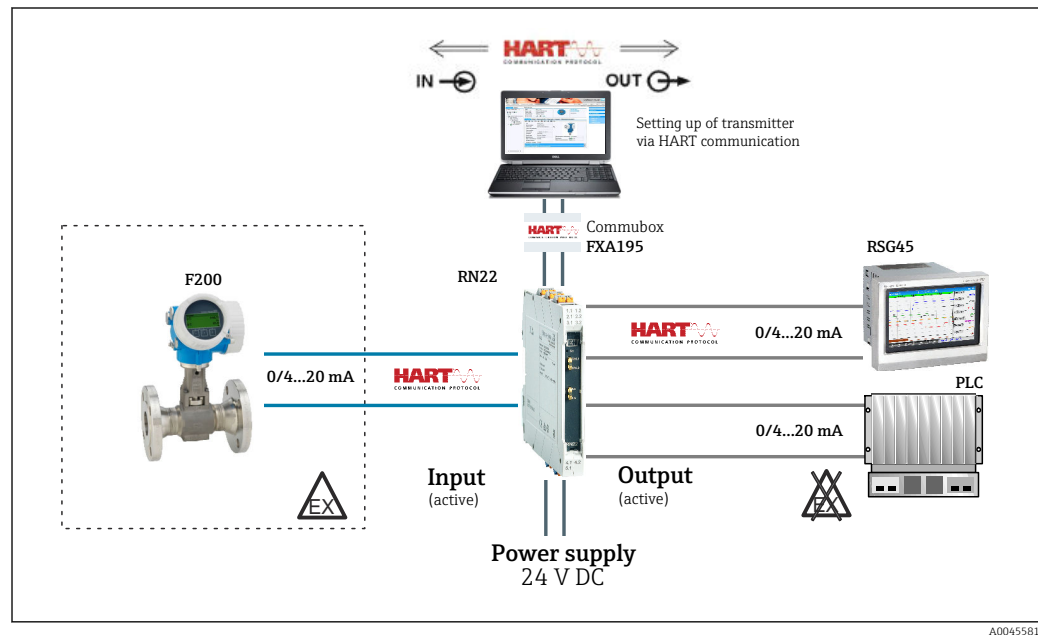 HART
COMMUNICATION PROTOCOL
IN
OUT
Setting up of transmitter
via HART communication
HART
Commubox
FXA195
RN22
RSG45
F200
HART
COMMUNICATION PROTOCOL
0/4...20 mA
0/4...20 mA
HART
COMMUNICATION PROTOCOL
PLC
0/4...20 mA
Input
(active)
Output
(active)
EX
EX
Power supply
24 V DC
A0045581